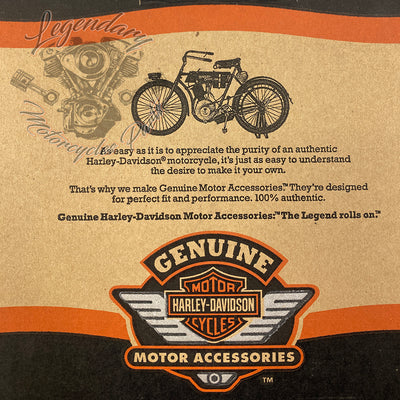 Legendary
Motorcycle
As easy as it is to appreciate the purity of an authentic
Harley-Davidson® motorcycle, it's just as easy to understand
the desire to make it your own.
That's why we make Genuine Motor Accessories.™ They're designed
for perfect fit and performance. 100% authentic.
Genuine Harley-Davidson Motor Accessories:™ The Legend rolls on.™
GENUINE
MOTOR
HARLEY-DAVIDSON
CYCLES
MOTOR ACCESSORIES
™